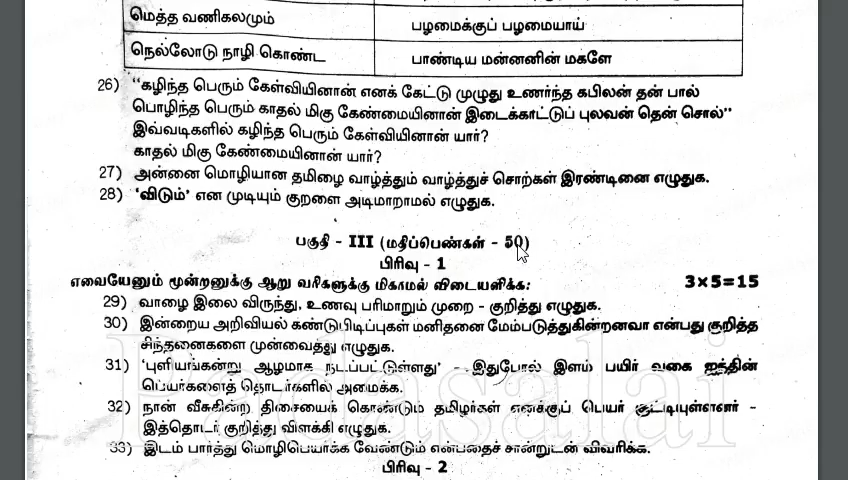 மெத்த வணிகலமும் பழமைக்குப் பழமையாய்
நெல்லோடு நாழி கொண்ட பாண்டிய மன்னனின் மகளே
26) “கழிந்த பெரும் கேள்வியினான் எனக் கேட்டு முழுது உணர்ந்த கபிலன் தன் பால்
பொழிந்த பெரும் காதல் மிகு கேண்மையினான் இடைக்காட்டுப் புலவன் தென் சொல்”
இவ்வடிகளில் கழிந்த பெரும் கேள்வியினான் யார்?
காதல் மிகு கேண்மையினான் யார்?
27) அன்னை மொழியான தமிழை வாழ்த்தும் வாழ்த்துச் சொற்கள் இரண்டினை எழுதுக.
28) ‘விடும்’ என முடியும் குறளை அடிமாறாமல் எழுதுக.
பகுதி - III (மதிப்பெண்கள் - 50)
பிரிவு - 1
எவையேனும் மூன்றனுக்கு ஆறு வரிகளுக்கு மிகாமல் விடையளிக்க: 3x5=15
29) வாழை இலை விருந்து, உணவு பரிமாறும் முறை - குறித்து எழுதுக.
30) இன்றைய அறிவியல் கண்டுபிடிப்புகள் மனிதனை மேம்படுத்துகின்றனவா என்பது குறித்த
சிந்தனைகளை முன்வைத்து எழுதுக.
31) ‘புளியங்கன்று ஆழமாக நடப்பட்டுள்ளது’ - இதுபோல் இளம் பயிர் வகை ஐந்தின்
பெயர்களைத் தொடர்களில் அமைக்க.
32) நான் வீசுகின்ற திசையைக் கொண்டும் தமிழர்கள் எனக்குப் பெயர் சூட்டியுள்ளனர் -
இத்தொடர் குறித்து விளக்கி எழுதுக.
33) இடம் பார்த்து மொழிபெயர்க்க வேண்டும் என்பதைச் சான்றுடன் விவரிக்க.
பிரிவு - 2
Padasalai